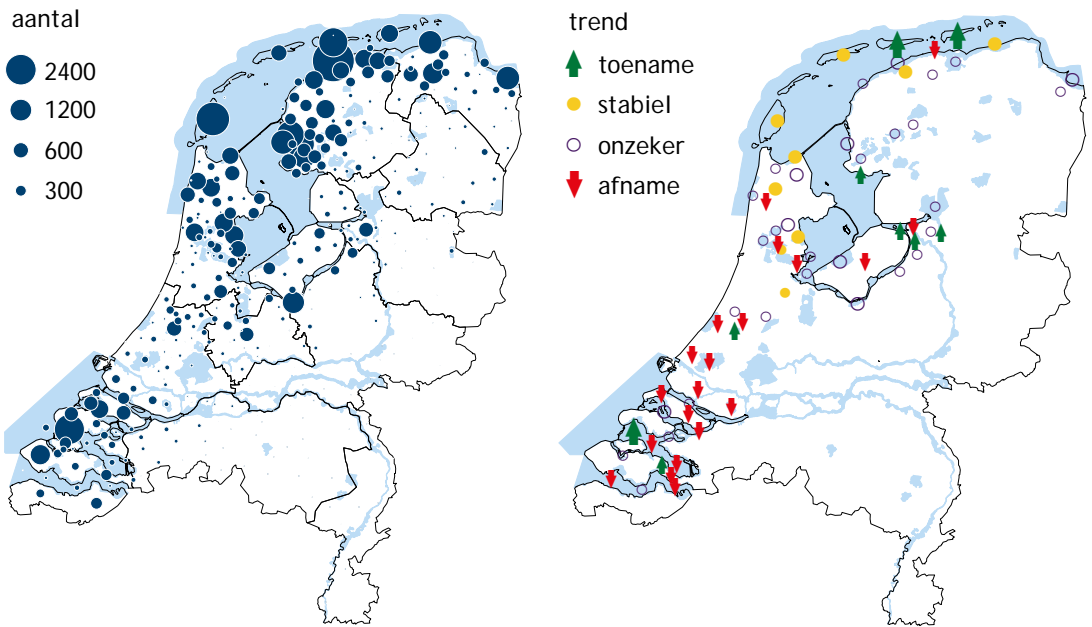 aantal
2400
1200
600
300
trend
toename
stabiel
onzeker
afname